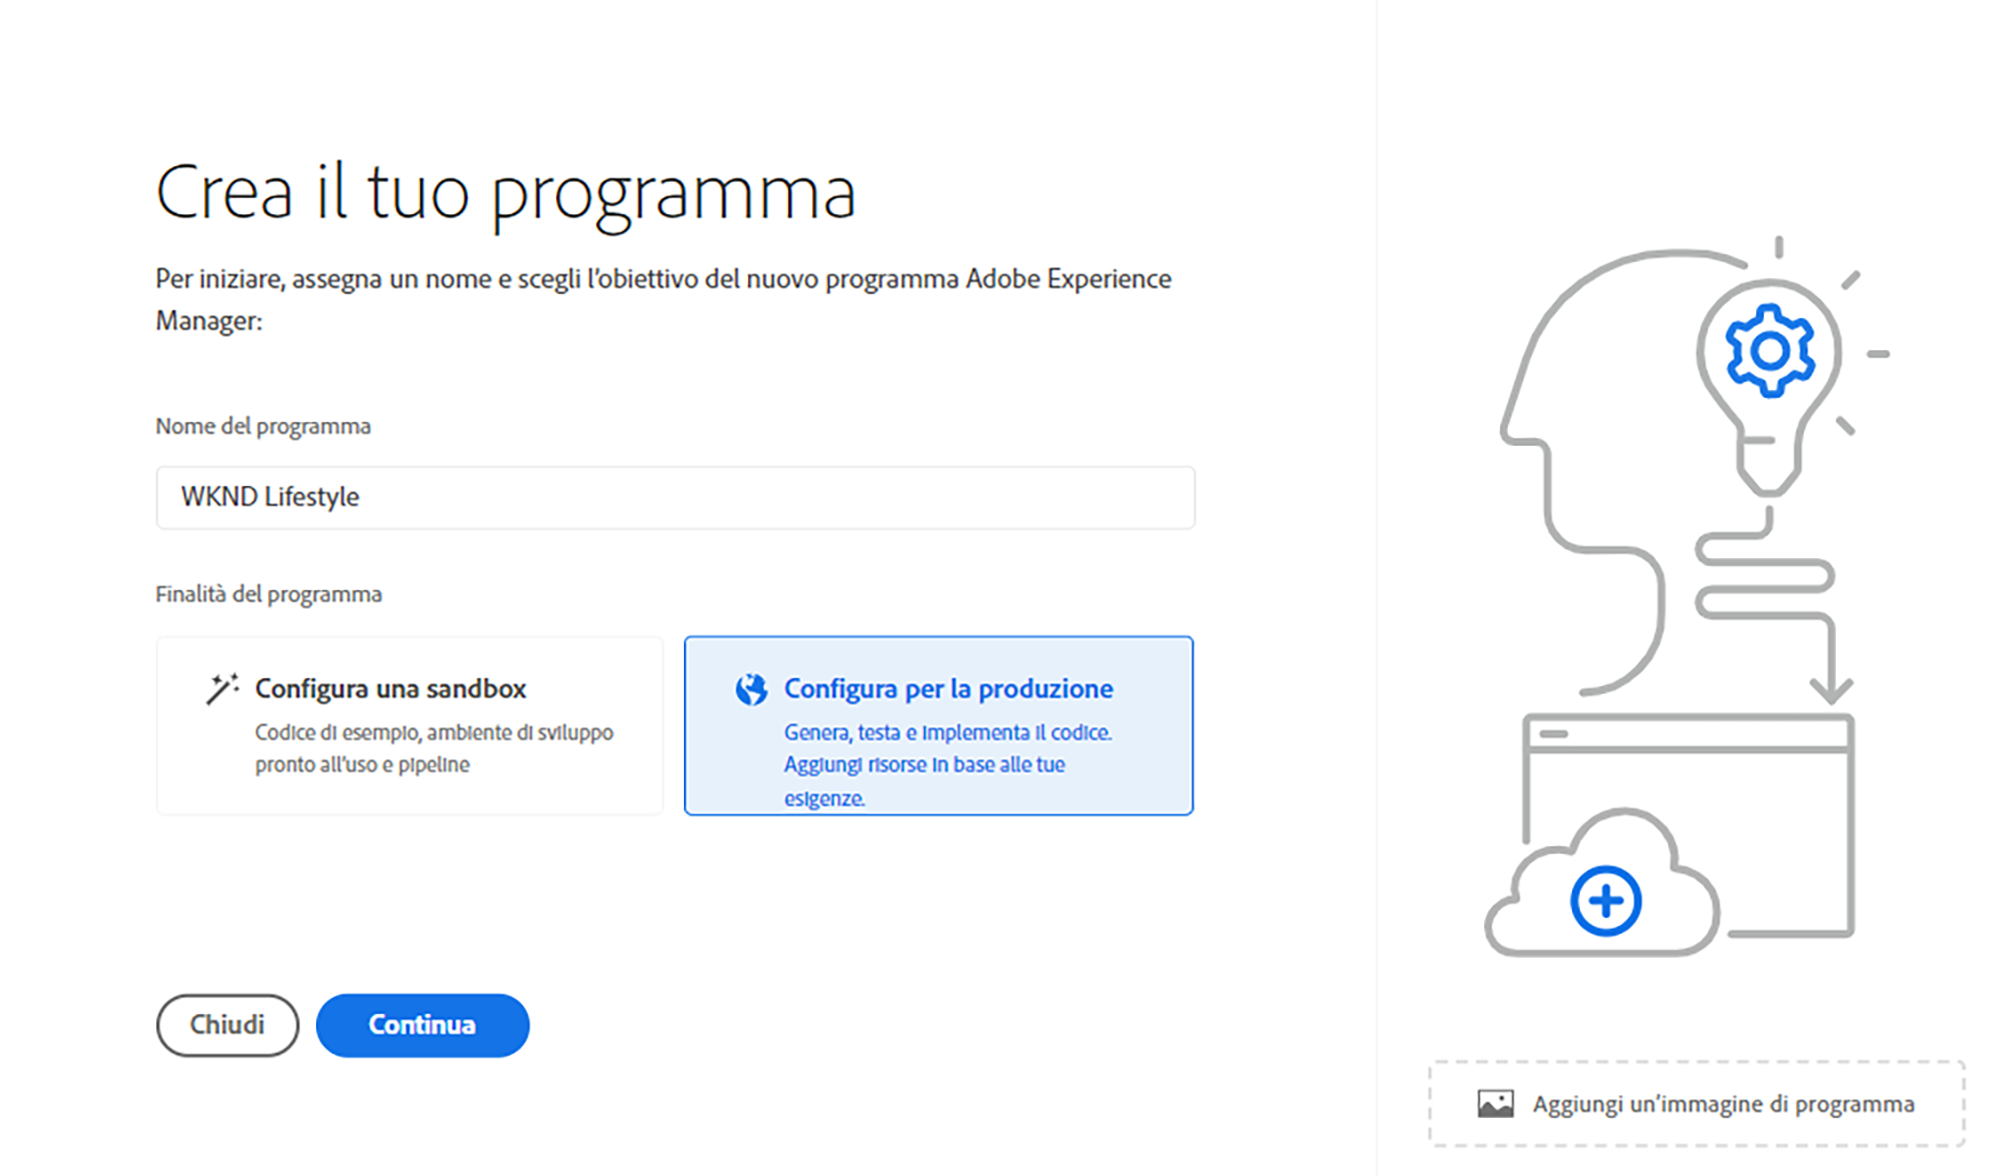 Crea il tuo programma
Per iniziare, assegna un nome e scegli l'obiettivo del nuovo programma Adobe Experience
Manager:
Nome del programma
WKND Lifestyle
Finalità del programma
Configura una sandbox
Codice di esempio, ambiente di sviluppo
pronto all'uso e pipeline
Configura per la produzione
Genera, testa e implementa il codice.
Aggiungi risorse in base alle tue
esigenze.
Chiudi
Continua
Aggiungi un'immagine di programma